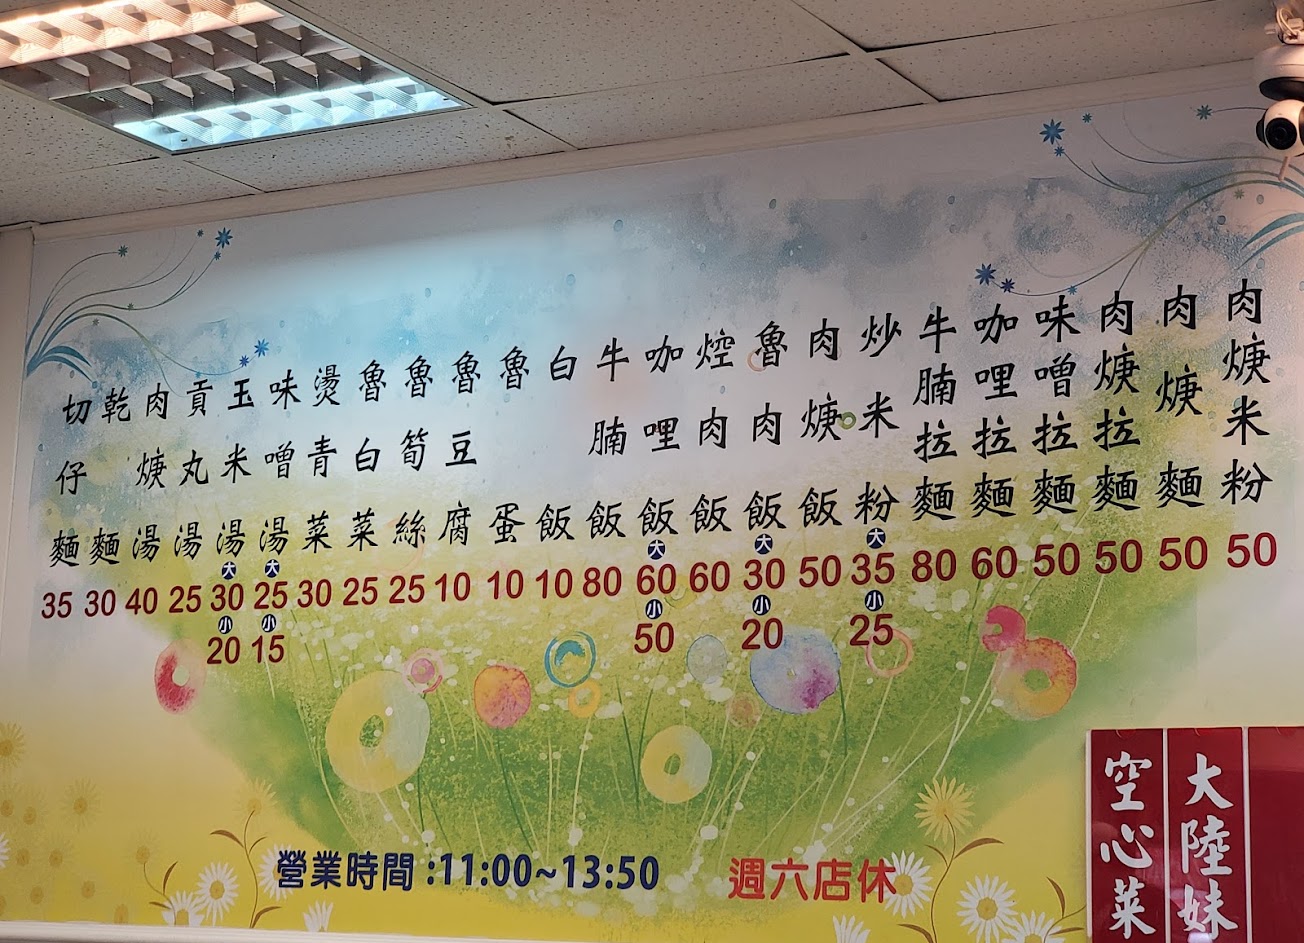 肉焿米粉 50
肉焿麵 50
肉焿拉麵 50
味噌拉麵 50
咖哩拉麵 60
牛腩拉麵 80
炒米粉 大 35 小 25
肉焿飯 50
魯肉飯 大 30 小 20
焢肉飯 60
咖哩飯 大 60 小 50
牛腩飯 80
白飯 10
魯蛋 10
魯豆腐 10
魯筍絲 25
魯白菜 25
燙青菜 30
味噌湯 大 25 小 15
玉米湯 大 30 小 20
貢丸湯 25
肉焿湯 40
乾麵 30
切仔麵 35
營業時間:11:00~13:50
週六店休
大陸妹
空心菜